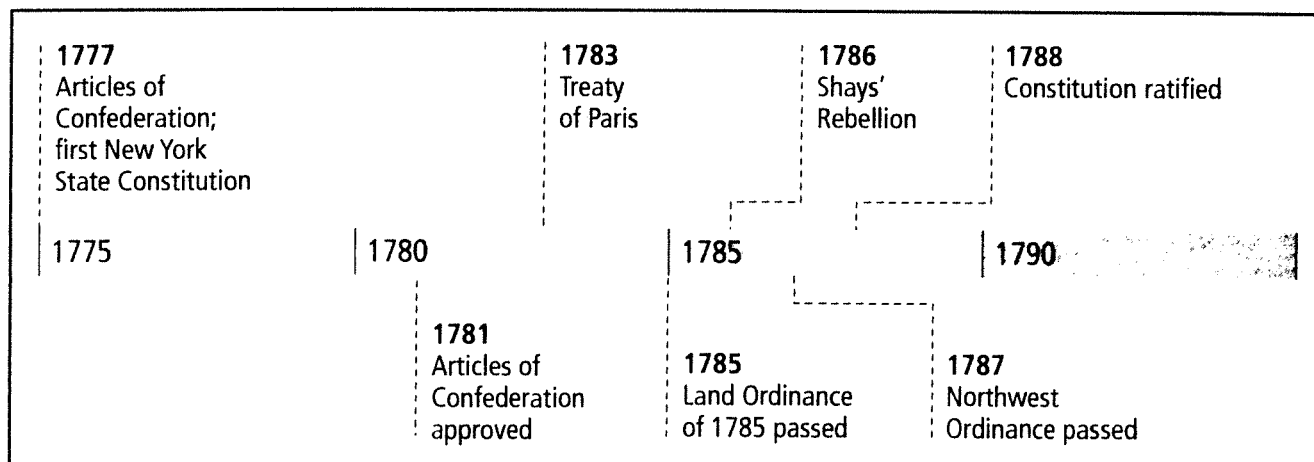 1777
Articles of
Confederation;
first New York
State Constitution
1783
Treaty
of Paris
1786
Shays'
Rebellion
1788
Constitution ratified
1775
1780
1785
1790
1781
Articles of
Confederation
approved
1785
Land Ordinance
of 1785 passed
1787
Northwest
Ordinance passed